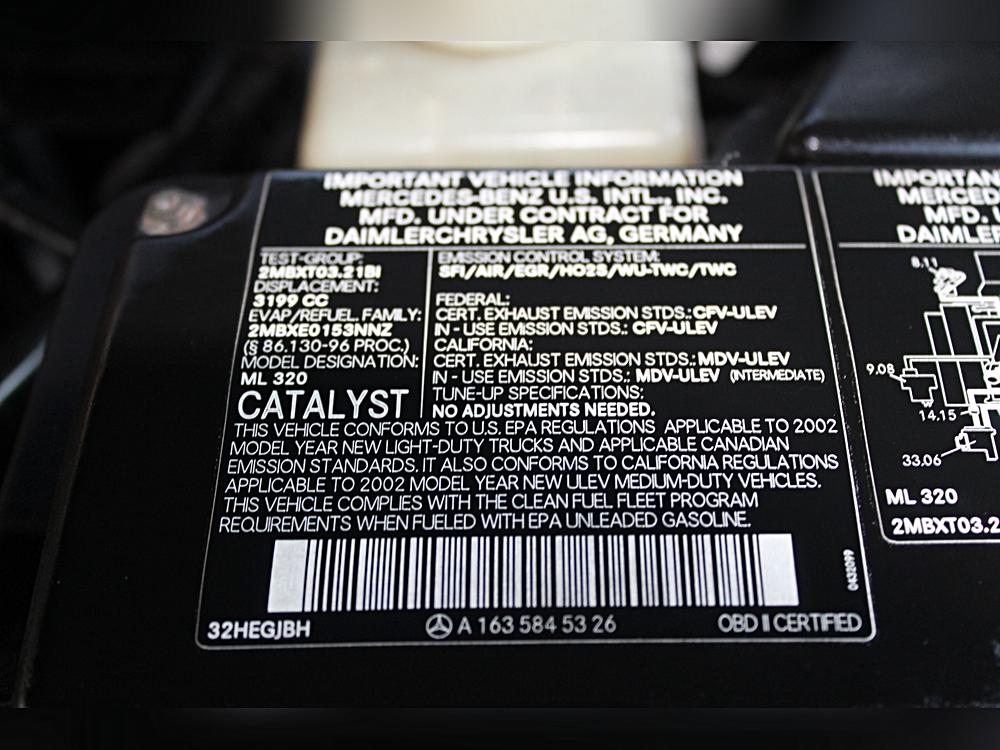 IMPORTANT VEHICLE INFORMATION
MERCEDES-BENZ U.S. INTL., INC.
MFD. UNDER CONTRACT FOR
DAIMLERCHRYSLER AG, GERMANY
TEST-GROUP:
2MBXT03.21BI
DISPLACEMENT:
3199 CC
EVAP/REFUEL. FAMILY:
2MBXE0153NNZ
(§ 86.130-96 PROC.)
MODEL DESIGNATION:
ML 320
CATALYST
EMISSION CONTROL SYSTEM:
SFI/AIR/EGR/HO2S/WU-TWC/TWC
FEDERAL:
CERT. EXHAUST EMISSION STDS.: CFV-ULEV
IN - USE EMISSION STDS.: CFV-ULEV
CALIFORNIA:
CERT. EXHAUST EMISSION STDS.: MDV-ULEV
IN - USE EMISSION STDS.: MDV-ULEV (INTERMEDIATE)
TUNE-UP SPECIFICATIONS:
NO ADJUSTMENTS NEEDED.
THIS VEHICLE CONFORMS TO U.S. EPA REGULATIONS APPLICABLE TO 2002
MODEL YEAR NEW LIGHT-DUTY TRUCKS AND APPLICABLE CANADIAN
EMISSION STANDARDS. IT ALSO CONFORMS TO CALIFORNIA REGULATIONS
APPLICABLE TO 2002 MODEL YEAR NEW ULEV MEDIUM-DUTY VEHICLES.
THIS VEHICLE COMPLIES WITH THE CLEAN FUEL FLEET PROGRAM
REQUIREMENTS WHEN FUELED WITH EPA UNLEADED GASOLINE.
0432099
32HEGJBH
A 163 584 53 26
OBD II CERTIFIED
IMPORTAN
MERCED
MFD.
DAIMLE
8.11
9.08
14.15
33.06
ML 320
2MBXT03.2